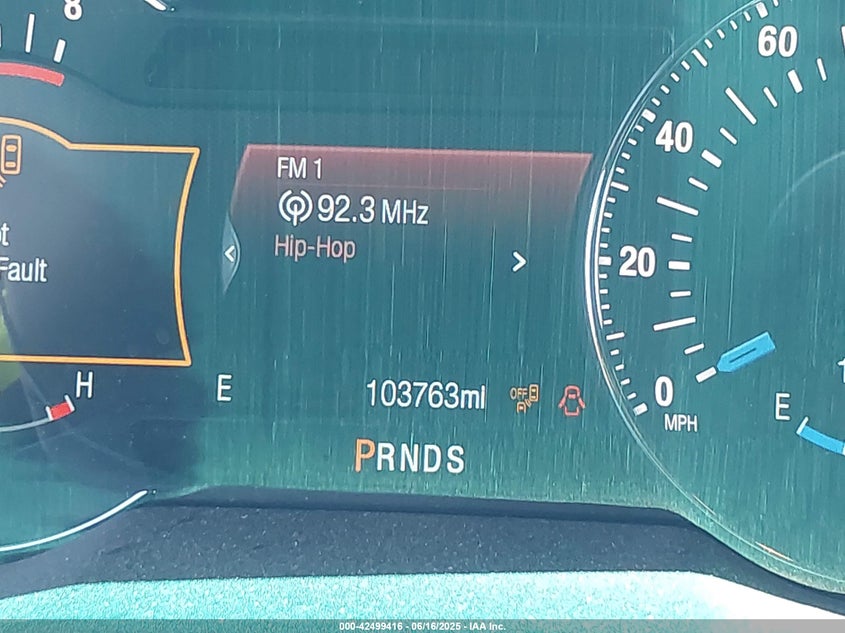 8
60
40
20
0
MPH
FM 1
92.3 MHz
Hip-Hop
<
>
Fault
H
E
103763mi
OFF
E
PRNDS
000-42499416 - 06/16/2025 - IAA Inc.